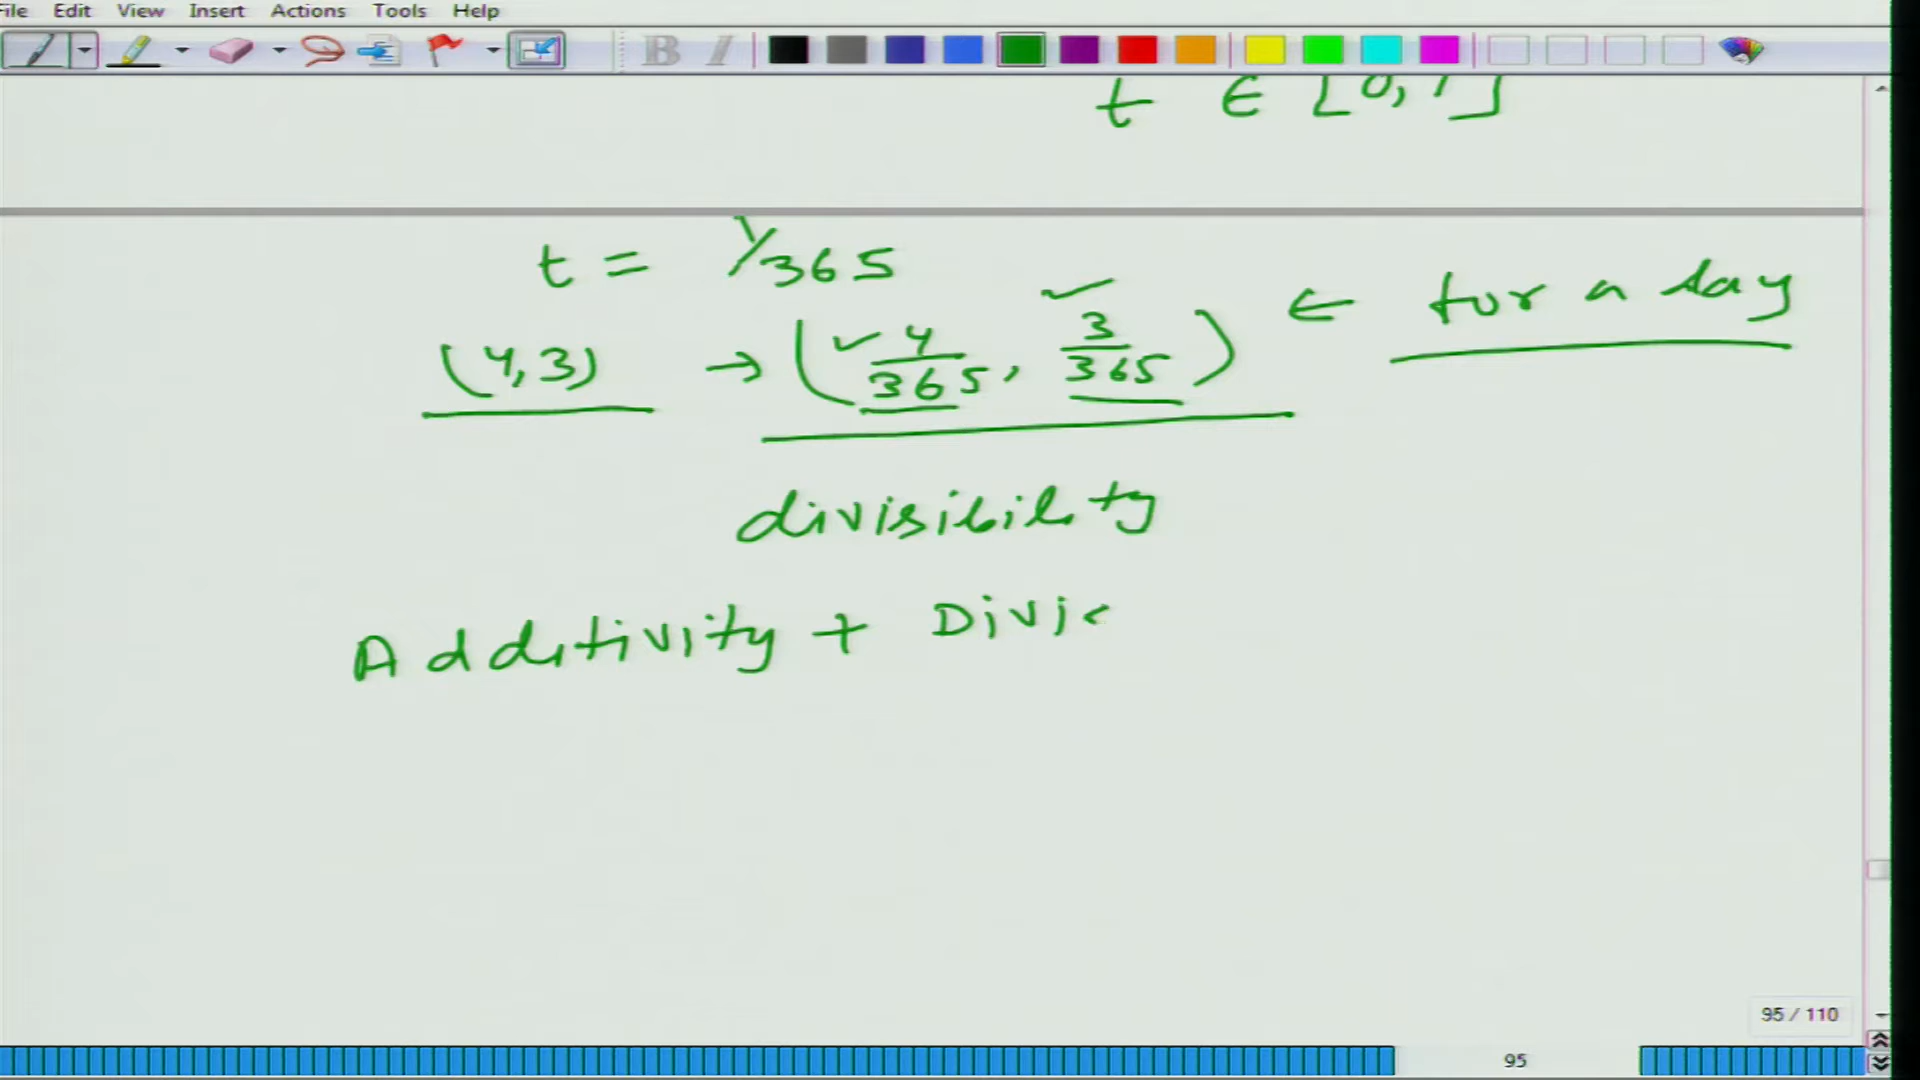 File Edit View Insert Actions Tools Help
B I
t ∈ [0, 1]
t = 1/365
(4,3) → (4/365, 3/365) ← for a day
divisibility
Additivity + Divis
95 / 110
95